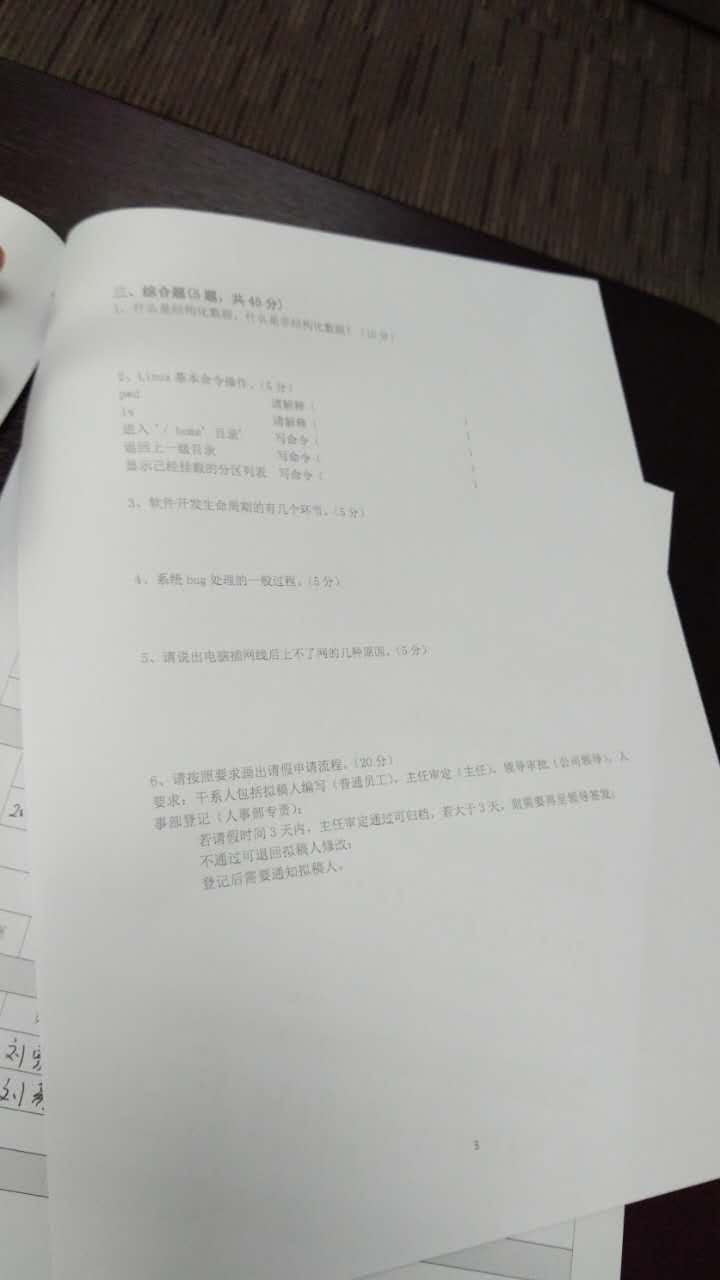 三、综合题(5题，共45分)
1、什么是结构化数据，什么是非结构化数据？（10分）
2、Linux基本命令操作。（5分）
pwd 请解释（ ）
ls 请解释（ ）
进入'/ home'目录' 写命令（ ）
返回上一级目录 写命令（ ）
显示已经挂载的分区列表 写命令（ ）
3、软件开发生命周期的有几个环节。（5分）
4、系统bug处理的一般过程。（5分）
5、请说出电脑插网线后上不了网的几种原因。（5分）
6、请按照要求画出请假申请流程。（20分）
要求：干系人包括拟稿人编写（普通员工），主任审定（主任），领导审批（公司领导），人
事部登记（人事部专责）；
若请假时间3天内，主任审定通过可归档，若大于3天，则需要再呈领导签发；
不通过可退回拟稿人修改；
登记后需要通知拟稿人。
3
刘
刘